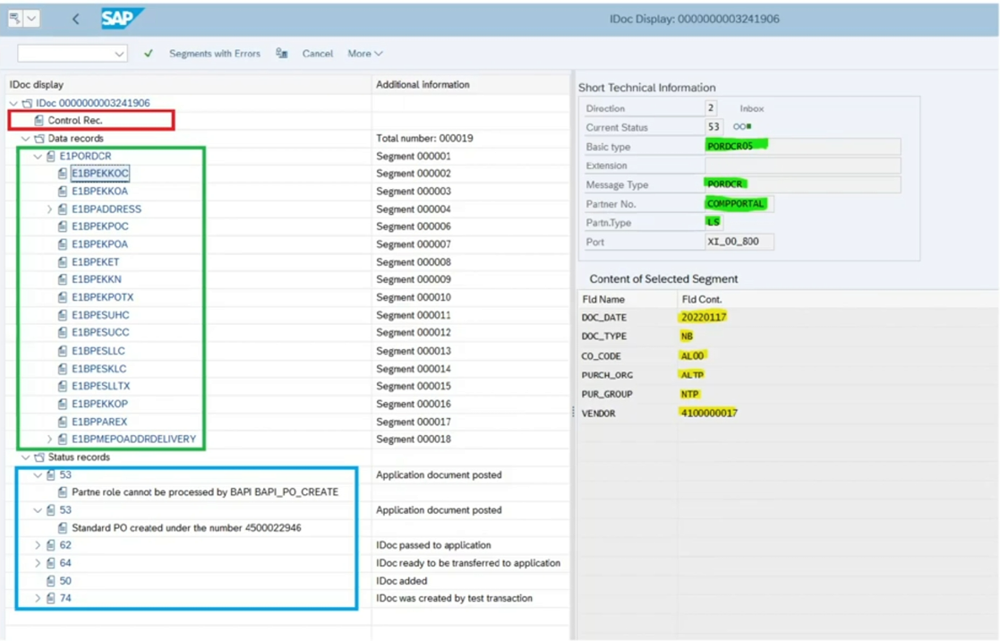 SAP
IDoc Display: 0000000003241906
Segments with Errors Cancel More
IDoc display Additional information
IDoc 0000000003241906
Control Rec.
Data records Total number: 000019
E1PORDCR Segment 000001
E1BPEKKOC Segment 000002
E1BPEKKOA Segment 000003
E1BPADDRESS Segment 000004
E1BPEKPOC Segment 000006
E1BPEKPOA Segment 000007
E1BPEKET Segment 000008
E1BPEKKN Segment 000009
E1BPEKPOTX Segment 000010
E1BPESUHC Segment 000011
E1BPESUCC Segment 000012
E1BPESLLC Segment 000013
E1BPESKLC Segment 000014
E1BPESLLTX Segment 000015
E1BPEKKOP Segment 000016
E1BPPAREX Segment 000017
E1BPMEPOADDRDELIVERY Segment 000018
Status records
53 Application document posted
Partne role cannot be processed by BAPI BAPI_PO_CREATE
53 Application document posted
Standard PO created under the number 4500022946
62 IDoc passed to application
64 IDoc ready to be transferred to application
50 IDoc added
74 IDoc was created by test transaction
Short Technical Information
Direction 2 Inbox
Current Status 53
Basic type PORDCR05
Extension
Message Type PORDCR
Partner No. COMPPORTAL
Partn.Type LS
Port XI_00_800
Content of Selected Segment
Fld Name Fld Cont.
DOC_DATE 20220117
DOC_TYPE NB
CO_CODE AL00
PURCH_ORG ALTP
PUR_GROUP NTP
VENDOR 4100000017